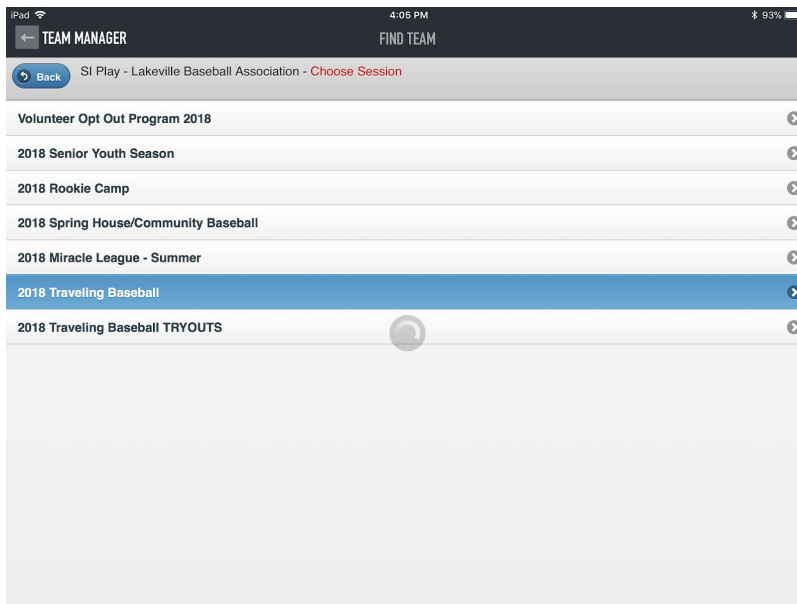 iPad 4:05 PM 93%
TEAM MANAGER FIND TEAM
Back SI Play - Lakeville Baseball Association - Choose Session
Volunteer Opt Out Program 2018
2018 Senior Youth Season
2018 Rookie Camp
2018 Spring House/Community Baseball
2018 Miracle League - Summer
2018 Traveling Baseball
2018 Traveling Baseball TRYOUTS